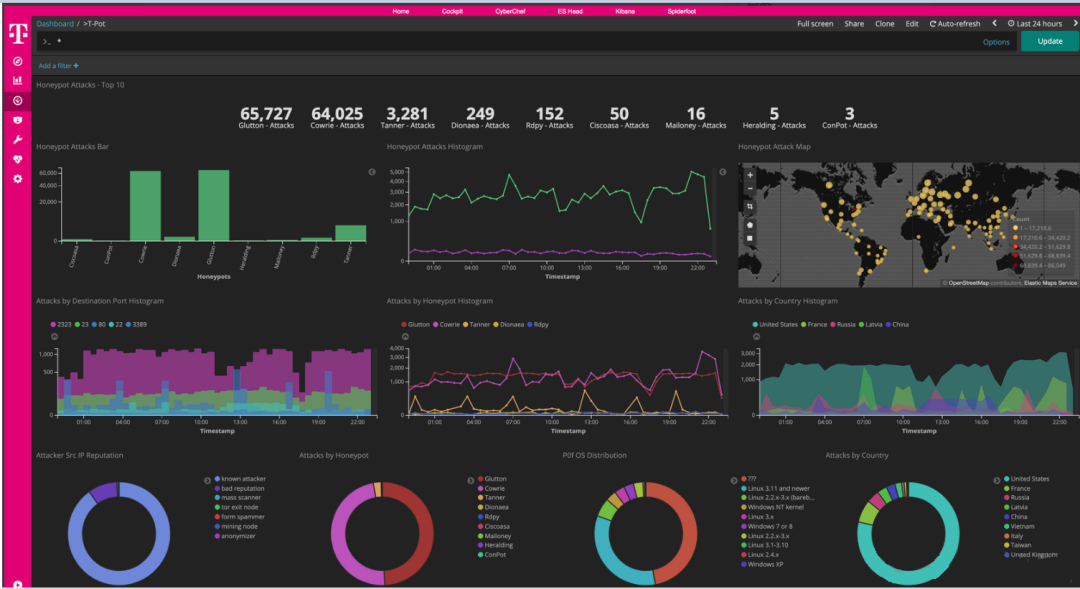 Home Cockpit CyberChef ES Head Kibana Spiderfoot
T
Dashboard / >T-Pot Full screen Share Clone Edit Auto-refresh Last 24 hours
>_ * Options Update
Add a filter +
Honeypot Attacks - Top 10
65,727 64,025 3,281 249 152 50 16 5 3
Glutton - Attacks Cowrie - Attacks Tanner - Attacks Dionaea - Attacks Rdpy - Attacks Ciscoasa - Attacks Mailoney - Attacks Heralding - Attacks ConPot - Attacks
Honeypot Attacks Bar
60,000
40,000
20,000
0
Ciscoasa ConPot Cowrie Dionaea Glutton Heralding Mailoney Rdpy Tanner
Honeypots
Honeypot Attacks Histogram
5,000
4,000
3,000
2,000
1,000
0
01:00 04:00 07:00 10:00 13:00 16:00 19:00 22:00
Timestamp
Honeypot Attack Map
+
−
Count
1 - 17,214.6
17,214.6 - 34,420.2
34,420.2 - 51,629.8
51,629.8 - 68,839.4
68,839.4 - 86,049
© OpenStreetMap contributors, Elastic Maps Service
Attacks by Destination Port Histogram
2323 23 80 22 3389
1,000
500
0
01:00 04:00 07:00 10:00 13:00 16:00 19:00 22:00
Timestamp
Attacks by Honeypot Histogram
Glutton Cowrie Tanner Dionaea Rdpy
4,000
3,000
2,000
1,000
0
01:00 04:00 07:00 10:00 13:00 16:00 19:00 22:00
Timestamp
Attacks by Country Histogram
United States France Russia Latvia China
3,000
2,000
1,000
0
01:00 04:00 07:00 10:00 13:00 16:00 19:00 22:00
Timestamp
Attacker Src IP Reputation
known attacker
bad reputation
mass scanner
tor exit node
form spammer
mining node
anonymizer
Attacks by Honeypot
Glutton
Cowrie
Tanner
Dionaea
Rdpy
Ciscoasa
Mailoney
Heralding
ConPot
P0f OS Distribution
???
Linux 3.11 and newer
Linux 2.2.x-3.x (bareb...
Windows NT kernel
Linux 3.x
Windows 7 or 8
Linux 2.2.x-3.x
Linux 3.1-3.10
Linux 2.4.x
Windows XP
Attacks by Country
United States
France
Russia
Latvia
China
Vietnam
Italy
Taiwan
United Kingdom